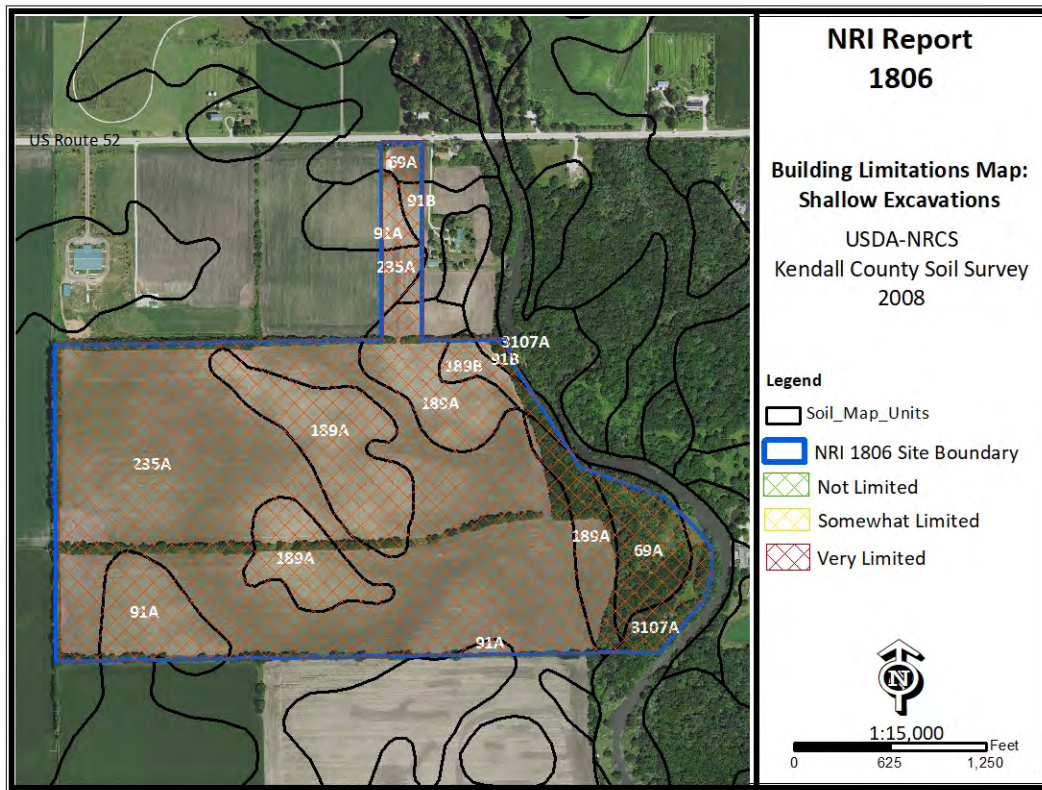 NRI Report
1806
Building Limitations Map:
Shallow Excavations
USDA-NRCS
Kendall County Soil Survey
2008
Legend
Soil_Map_Units
NRI 1806 Site Boundary
Not Limited
Somewhat Limited
Very Limited
N
1:15,000
Feet
0 625 1,250
US Route 52
69A
91B
91A
235A
3107A
91B
189B
189A
189A
235A
189A
69A
189A
91A
3107A
91A